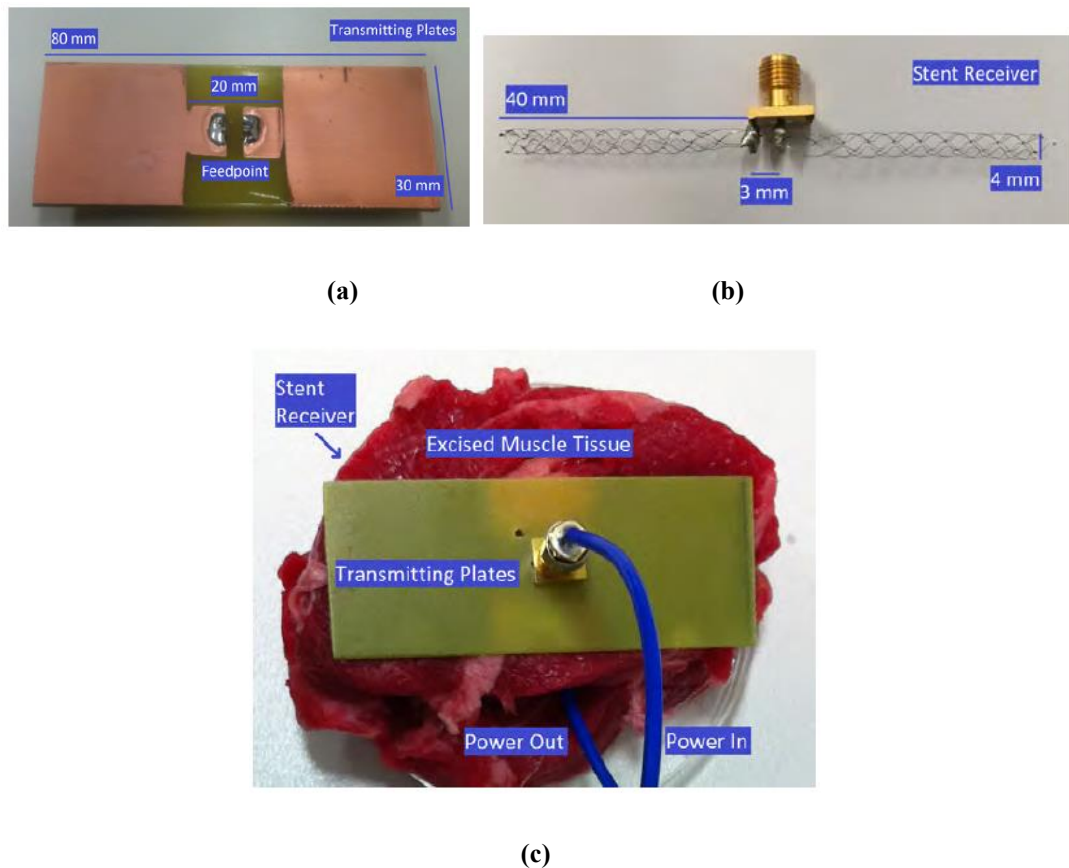 Transmitting Plates
80 mm
20 mm
Feedpoint
30 mm
Stent Receiver
40 mm
3 mm
4 mm
(a)
(b)
Stent
Receiver
Excised Muscle Tissue
Transmitting Plates
Power Out
Power In
(c)